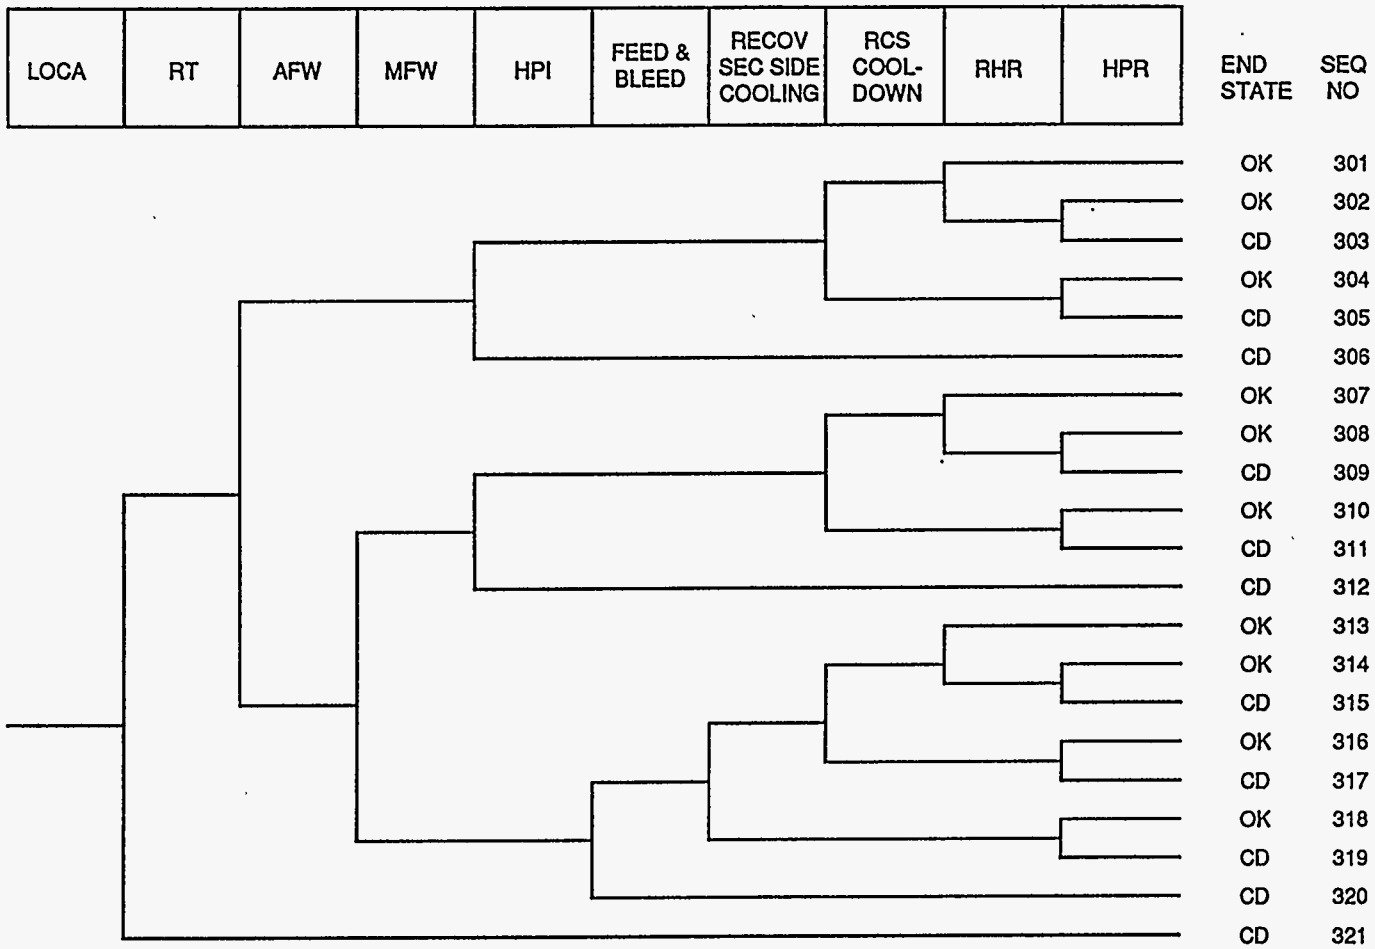 LOCA
RT
AFW
MFW
HPI
FEED &
BLEED
RECOV
SEC SIDE
COOLING
RCS
COOL-
DOWN
RHR
HPR
END
STATE
SEQ
NO
OK 301
OK 302
CD 303
OK 304
CD 305
CD 306
OK 307
OK 308
CD 309
OK 310
CD 311
CD 312
OK 313
OK 314
CD 315
OK 316
CD 317
OK 318
CD 319
CD 320
CD 321